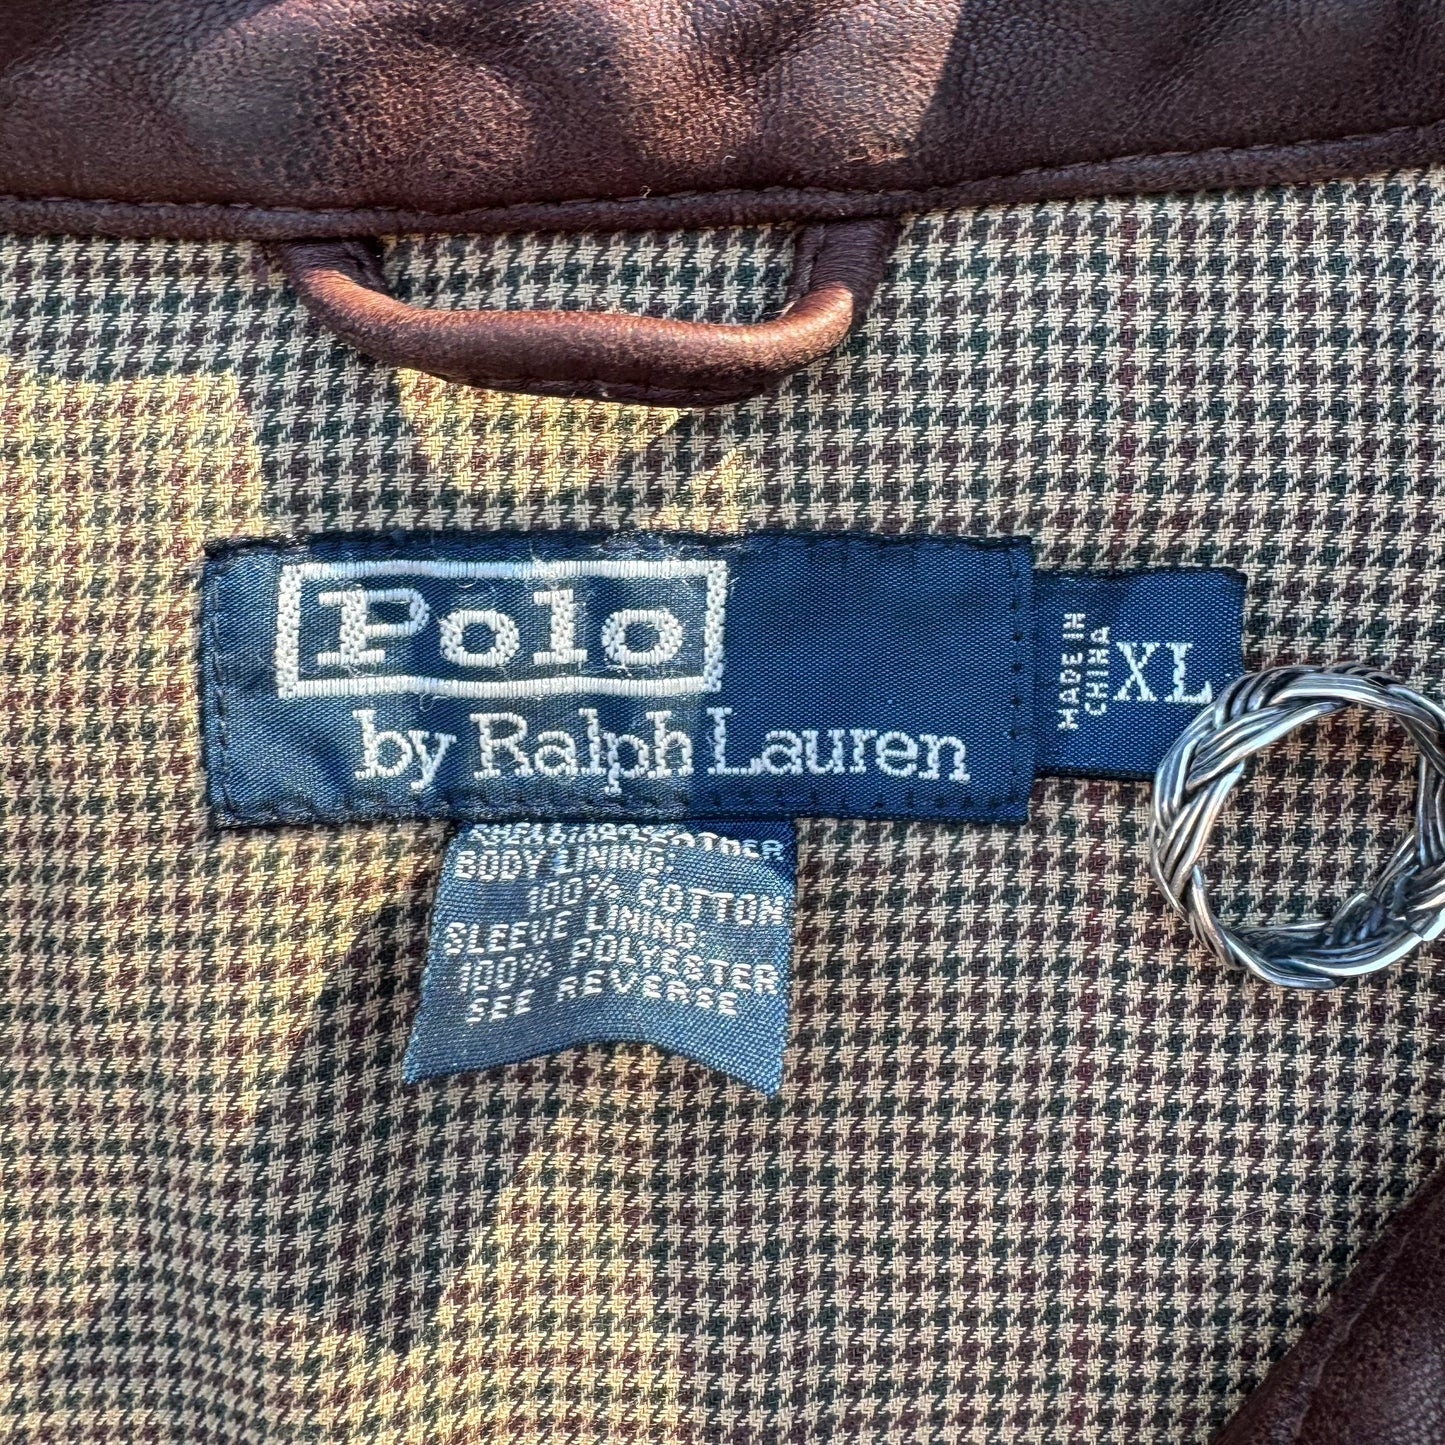 Polo
by Ralph Lauren
MADE IN
CHINA
XL
BODY LINING:
100% COTTON
SLEEVE LINING:
100% POLYESTER
SEE REVERSE